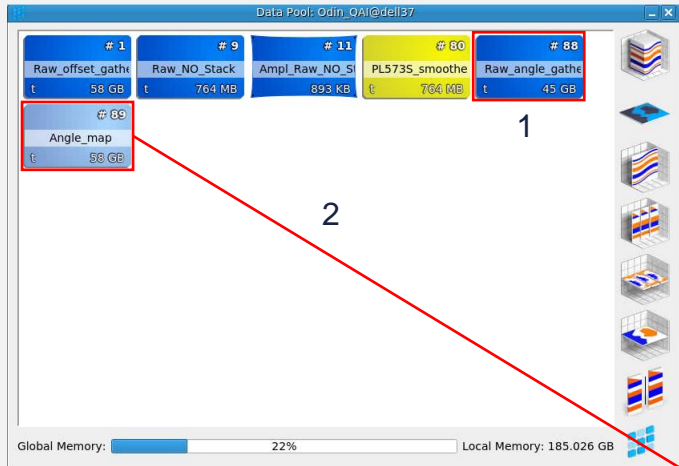 Data Pool: Odin_QAI@dell37
# 1
Raw_offset_gathe
t 58 GB
# 9
Raw_NO_Stack
t 764 MB
# 11
Ampl_Raw_NO_St
893 KB
# 80
PL573S_smoothe
t 764 MB
# 88
Raw_angle_gathe
t 45 GB
1
# 89
Angle_map
t 58 GB
2
Global Memory: 22% Local Memory: 185.026 GB